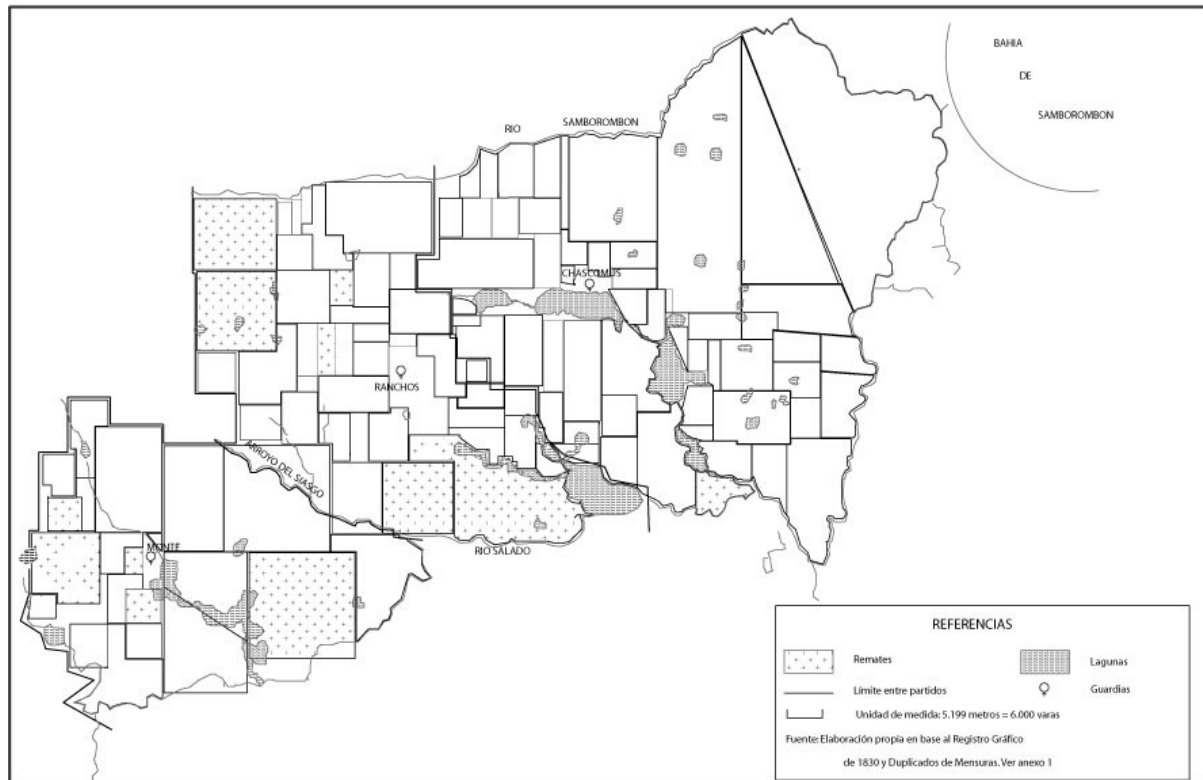 BAHIA
DE
SAMBOROMBON
RIO SAMBOROMBON
CHASCOMUS
RANCHOS
ARROYO DEL SIASGO
MONTE
RIO SALADO
REFERENCIAS
Remates
Lagunas
Límite entre partidos
Guardias
Unidad de medida: 5.199 metros = 6.000 varas
Fuente: Elaboración propia en base al Registro Gráfico
de 1830 y Duplicados de Mensuras. Ver anexo 1